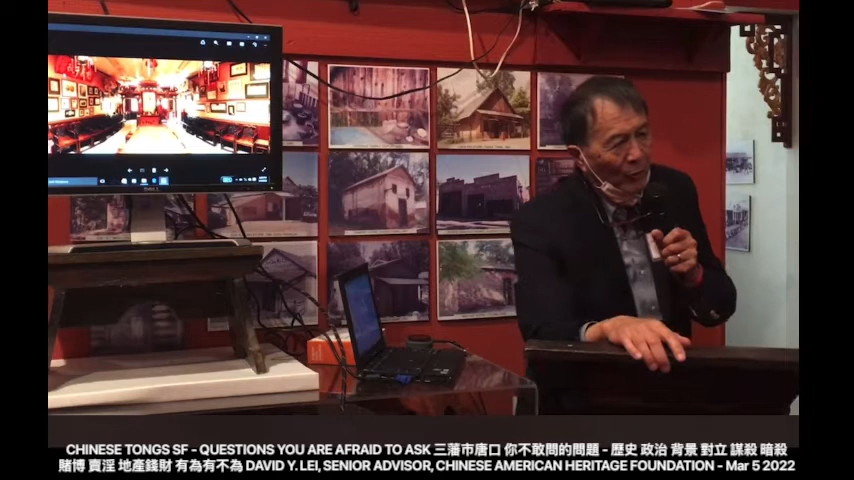 DELL
CHINESE TONGS SF - QUESTIONS YOU ARE AFRAID TO ASK 三藩市唐口 你不敢問的問題 - 歷史 政治 背景 對立 謀殺 暗殺
賭博 賣淫 地產錢財 有為有不為 DAVID Y. LEI, SENIOR ADVISOR, CHINESE AMERICAN HERITAGE FOUNDATION - Mar 5 2022